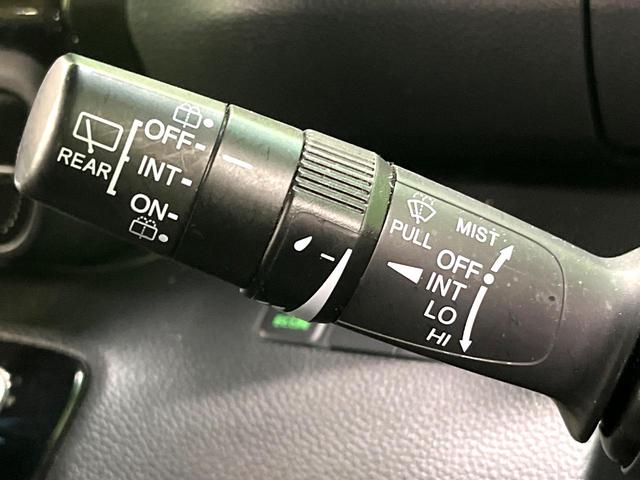 REAR
OFF
INT
ON
PULL
MIST
OFF
INT
LO
HI